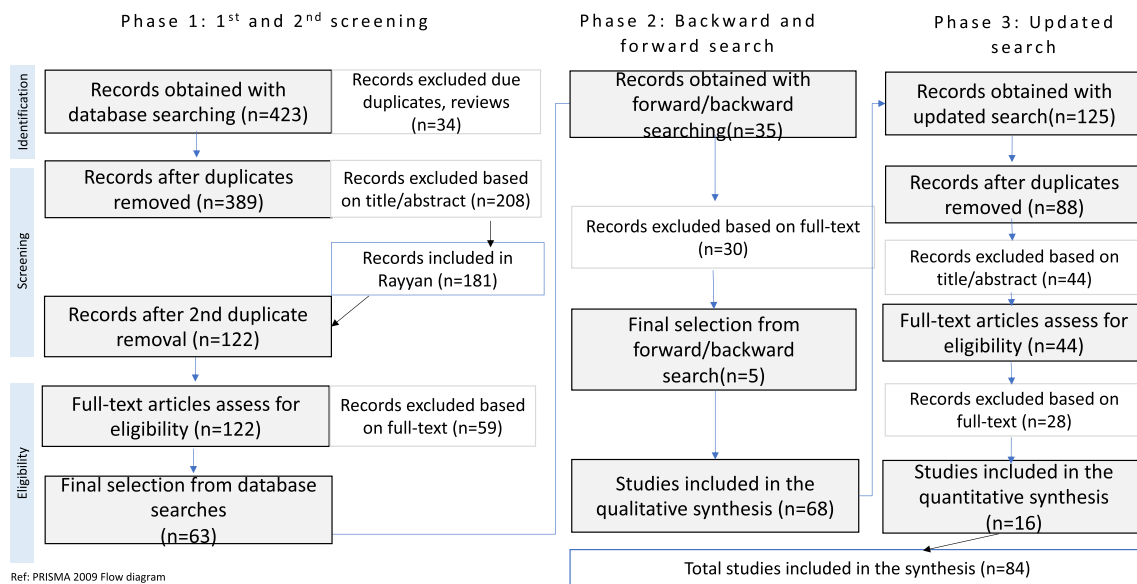 Phase 1: 1st and 2nd screening
Identification
Records obtained with
database searching (n=423)
Records excluded due
duplicates, reviews
(n=34)
Screening
Records after duplicates
removed (n=389)
Records excluded based
on title/abstract (n=208)
Records included in
Rayyan (n=181)
Records after 2nd duplicate
removal (n=122)
Eligibility
Full-text articles assess for
eligibility (n=122)
Records excluded based
on full-text (n=59)
Final selection from database
searches
(n=63)
Phase 2: Backward and
forward search
Records obtained with
forward/backward
searching(n=35)
Records excluded based on full-text
(n=30)
Final selection from
forward/backward
search(n=5)
Studies included in the
qualitative synthesis (n=68)
Phase 3: Updated
search
Records obtained with
updated search(n=125)
Records after duplicates
removed (n=88)
Records excluded based on
title/abstract (n=44)
Full-text articles assess for
eligibility (n=44)
Records excluded based on
full-text (n=28)
Studies included in the
quantitative synthesis
(n=16)
Total studies included in the synthesis (n=84)
Ref: PRISMA 2009 Flow diagram